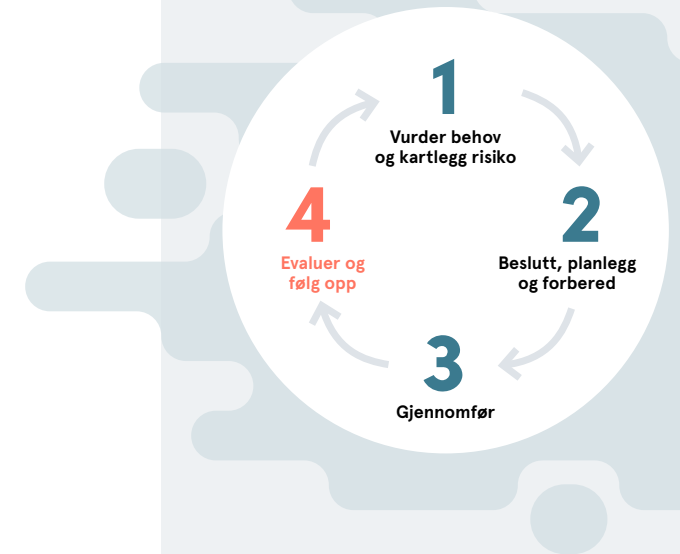 1
Vurder behov
og kartlegg risiko
2
Beslutt, planlegg
og forbered
3
Gjennomfør
4
Evaluer og
følg opp